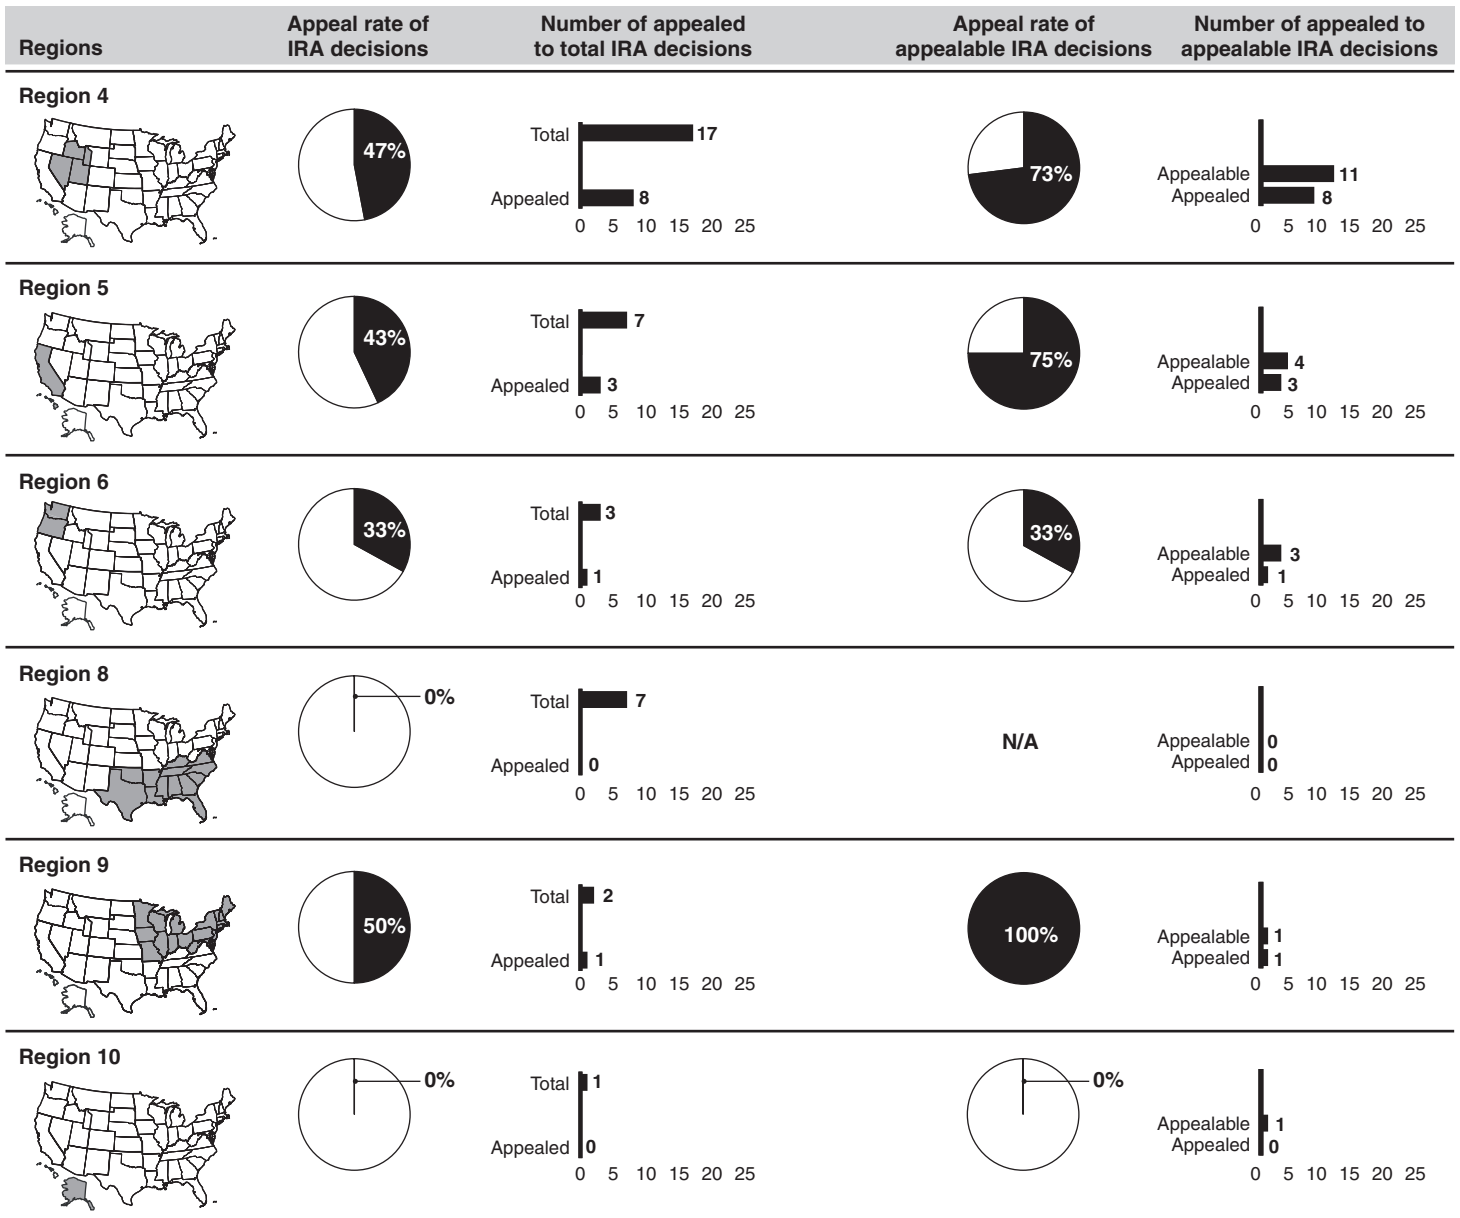 Regions
Appeal rate of
IRA decisions
Number of appealed
to total IRA decisions
Appeal rate of
appealable IRA decisions
Number of appealed to
appealable IRA decisions
Region 4
47%
Total 17
Appealed 8
0 5 10 15 20 25
73%
Appealable 11
Appealed 8
0 5 10 15 20 25
Region 5
43%
Total 7
Appealed 3
0 5 10 15 20 25
75%
Appealable 4
Appealed 3
0 5 10 15 20 25
Region 6
33%
Total 3
Appealed 1
0 5 10 15 20 25
33%
Appealable 3
Appealed 1
0 5 10 15 20 25
Region 8
0%
Total 7
Appealed 0
0 5 10 15 20 25
N/A
Appealable 0
Appealed 0
0 5 10 15 20 25
Region 9
50%
Total 2
Appealed 1
0 5 10 15 20 25
100%
Appealable 1
Appealed 1
0 5 10 15 20 25
Region 10
0%
Total 1
Appealed 0
0 5 10 15 20 25
0%
Appealable 1
Appealed 0
0 5 10 15 20 25